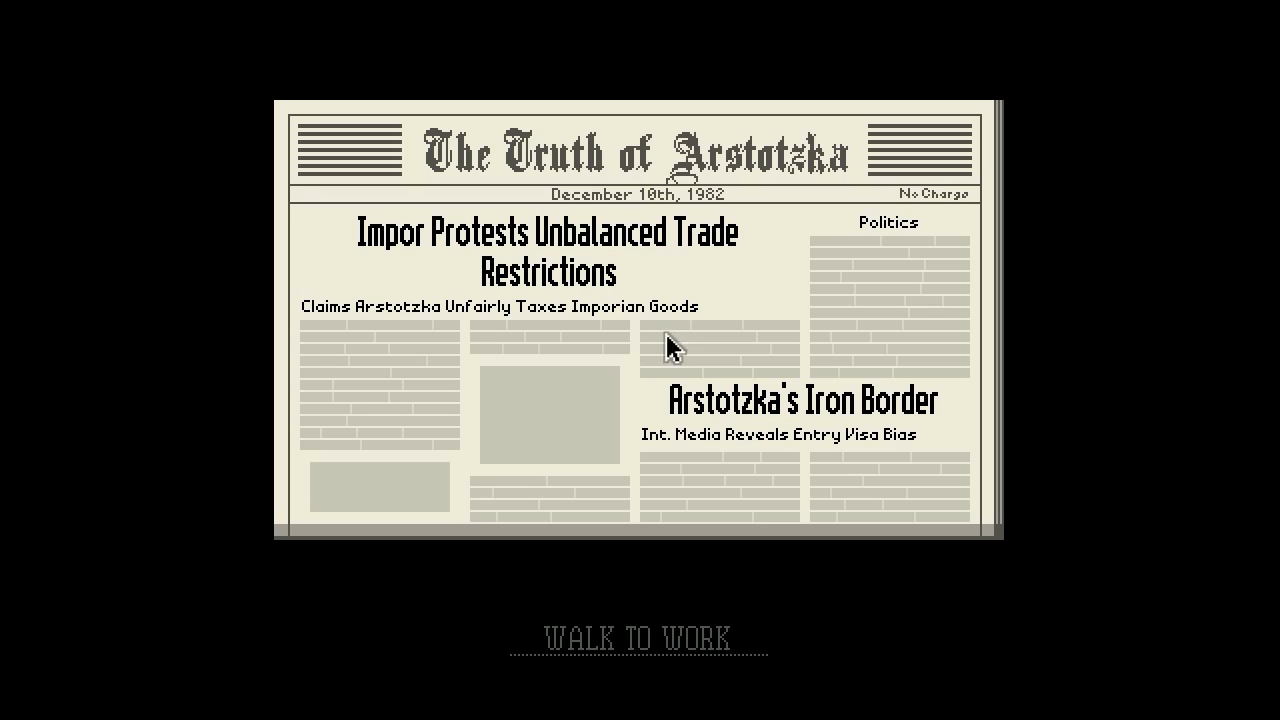 The Truth of Arstotzka
December 10th, 1982
No Charge
Impor Protests Unbalanced Trade
Restrictions
Claims Arstotzka Unfairly Taxes Imporian Goods
Politics
Arstotzka's Iron Border
Int. Media Reveals Entry Visa Bias
WALK TO WORK